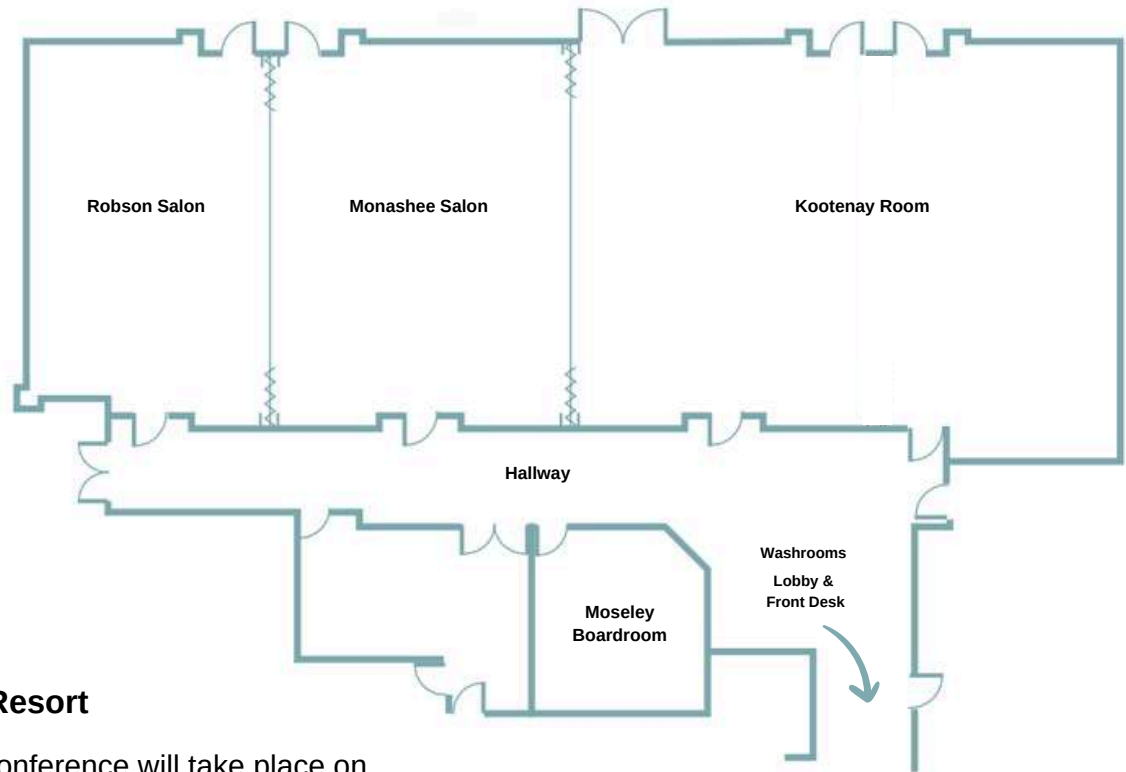 Robson Salon
Monashee Salon
Kootenay Room
Hallway
Washrooms
Lobby &
Front Desk
Moseley
Boardroom
Resort
onference will take place on